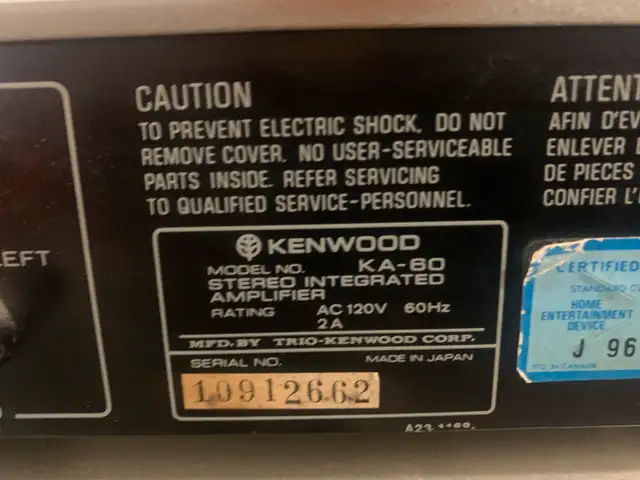 CAUTION
TO PREVENT ELECTRIC SHOCK, DO NOT
REMOVE COVER. NO USER-SERVICEABLE
PARTS INSIDE. REFER SERVICING
TO QUALIFIED SERVICE-PERSONNEL.
ATTENT
AFIN D'EV
ENLEVER
DE PIECES
CONFIER L'
LEFT
KENWOOD
MODEL NO. KA-60
STEREO INTEGRATED
AMPLIFIER
RATING AC 120V 60Hz
2A
MFD. BY TRIO-KENWOOD CORP.
SERIAL NO. MADE IN JAPAN
10912662
CERTIFIED
STANDARD
HOME
ENTERTAINMENT
DEVICE
J 96
IN CANADA